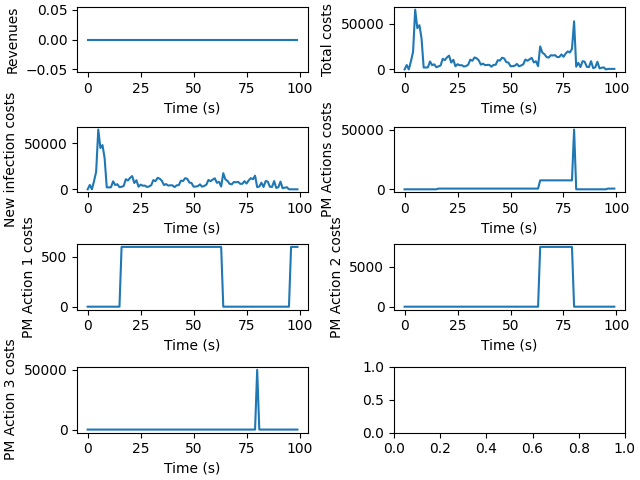 Revenues
0.05
0.00
−0.05
0 25 50 75 100
Time (s)
Total costs
50000
0
0 25 50 75 100
Time (s)
New infection costs
50000
0
0 25 50 75 100
Time (s)
PM Actions costs
50000
0
0 25 50 75 100
Time (s)
PM Action 1 costs
500
0
0 25 50 75 100
Time (s)
PM Action 2 costs
5000
0
0 25 50 75 100
Time (s)
PM Action 3 costs
50000
0
0 25 50 75 100
Time (s)
1.0
0.5
0.0
0.0 0.2 0.4 0.6 0.8 1.0